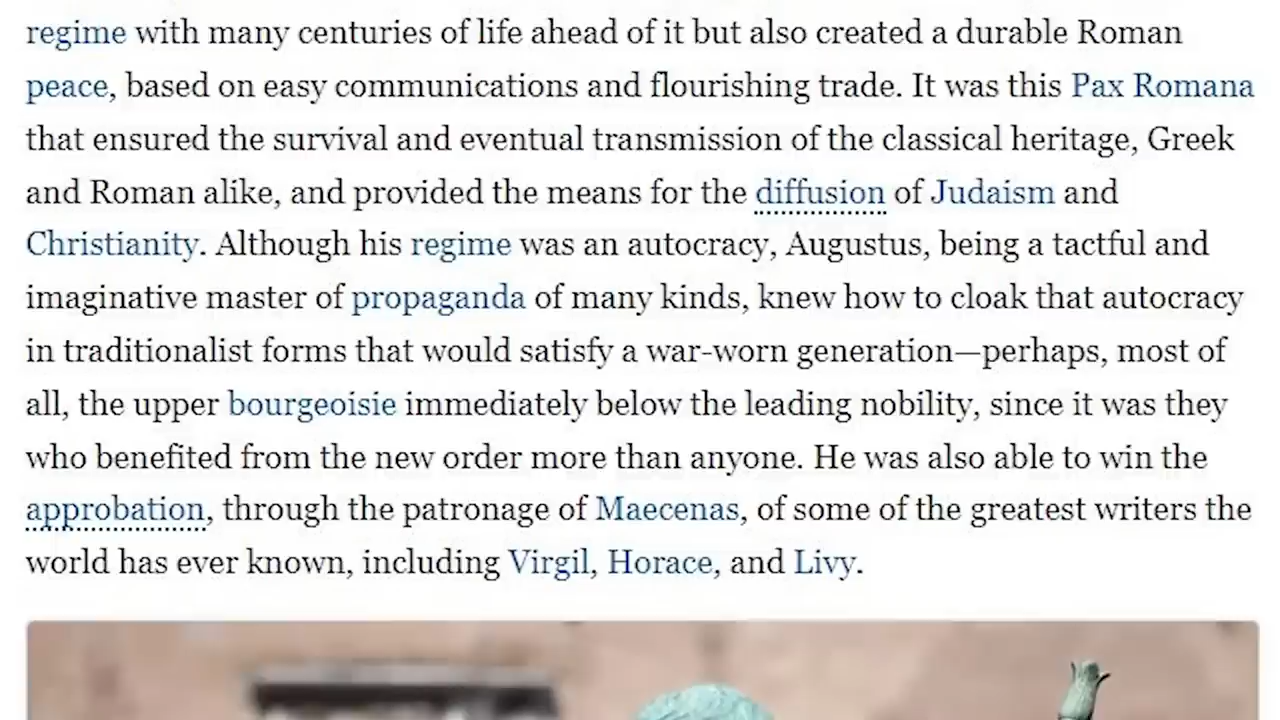 regime with many centuries of life ahead of it but also created a durable Roman
peace, based on easy communications and flourishing trade. It was this Pax Romana
that ensured the survival and eventual transmission of the classical heritage, Greek
and Roman alike, and provided the means for the diffusion of Judaism and
Christianity. Although his regime was an autocracy, Augustus, being a tactful and
imaginative master of propaganda of many kinds, knew how to cloak that autocracy
in traditionalist forms that would satisfy a war-worn generation—perhaps, most of
all, the upper bourgeoisie immediately below the leading nobility, since it was they
who benefited from the new order more than anyone. He was also able to win the
approbation, through the patronage of Maecenas, of some of the greatest writers the
world has ever known, including Virgil, Horace, and Livy.